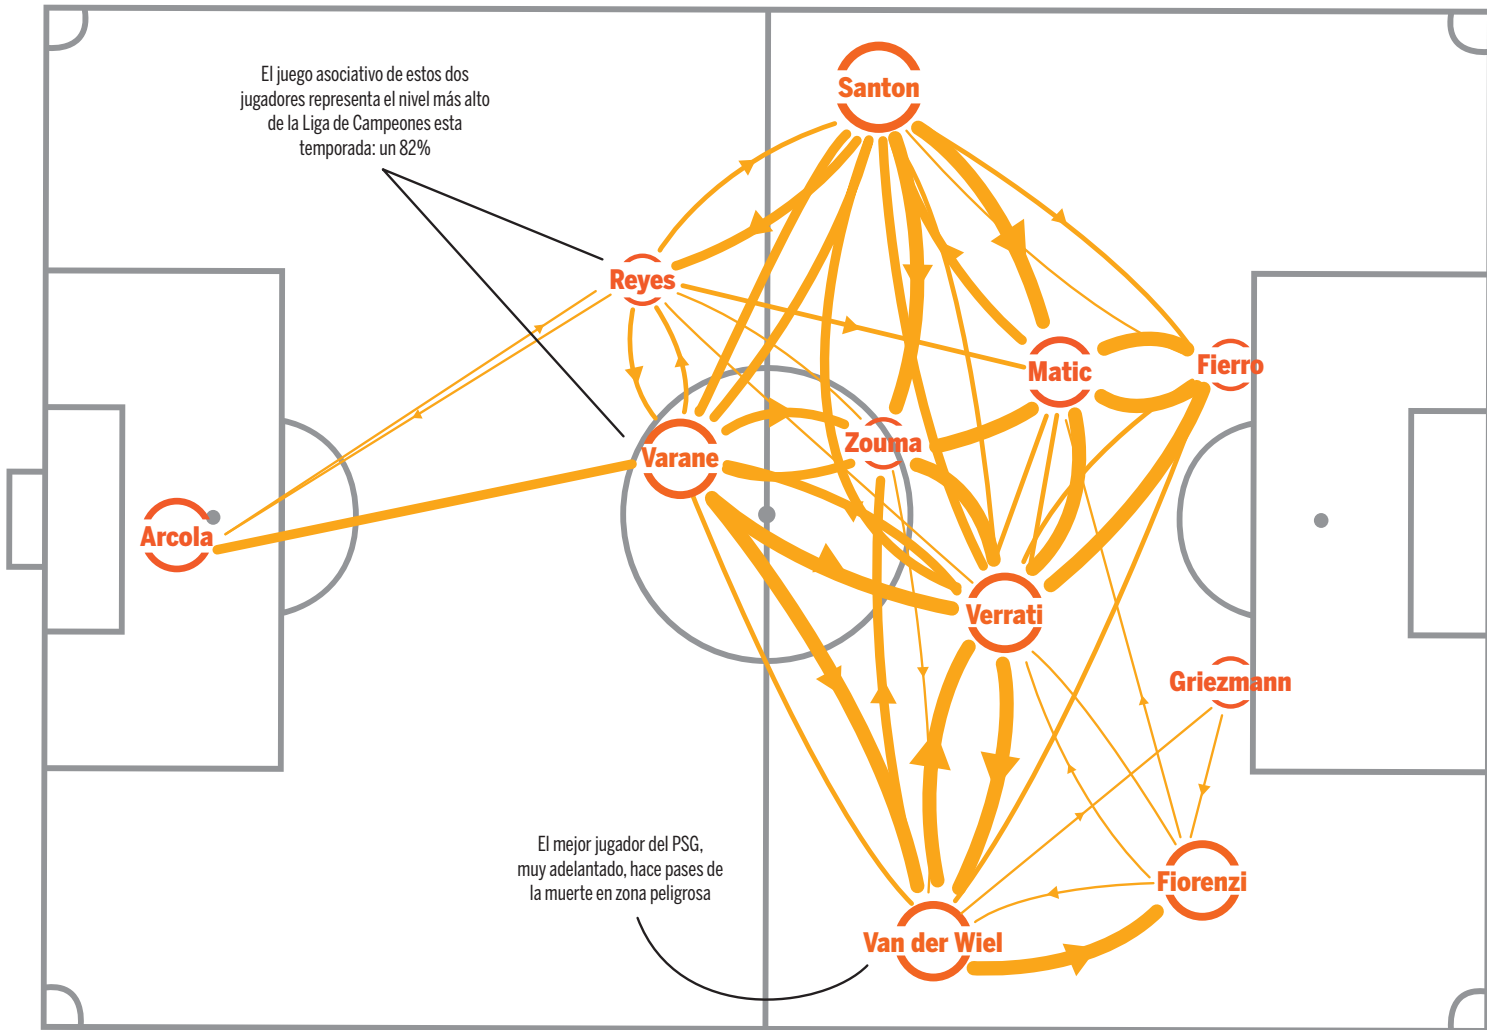 El juego asociativo de estos dos
jugadores representa el nivel más alto
de la Liga de Campeones esta
temporada: un 82%
Santon
Reyes
Matic
Fierro
Zouma
Varane
Arcola
Verrati
Griezmann
El mejor jugador del PSG,
muy adelantado, hace pases de
la muerte en zona peligrosa
Fiorenzi
Van der Wiel